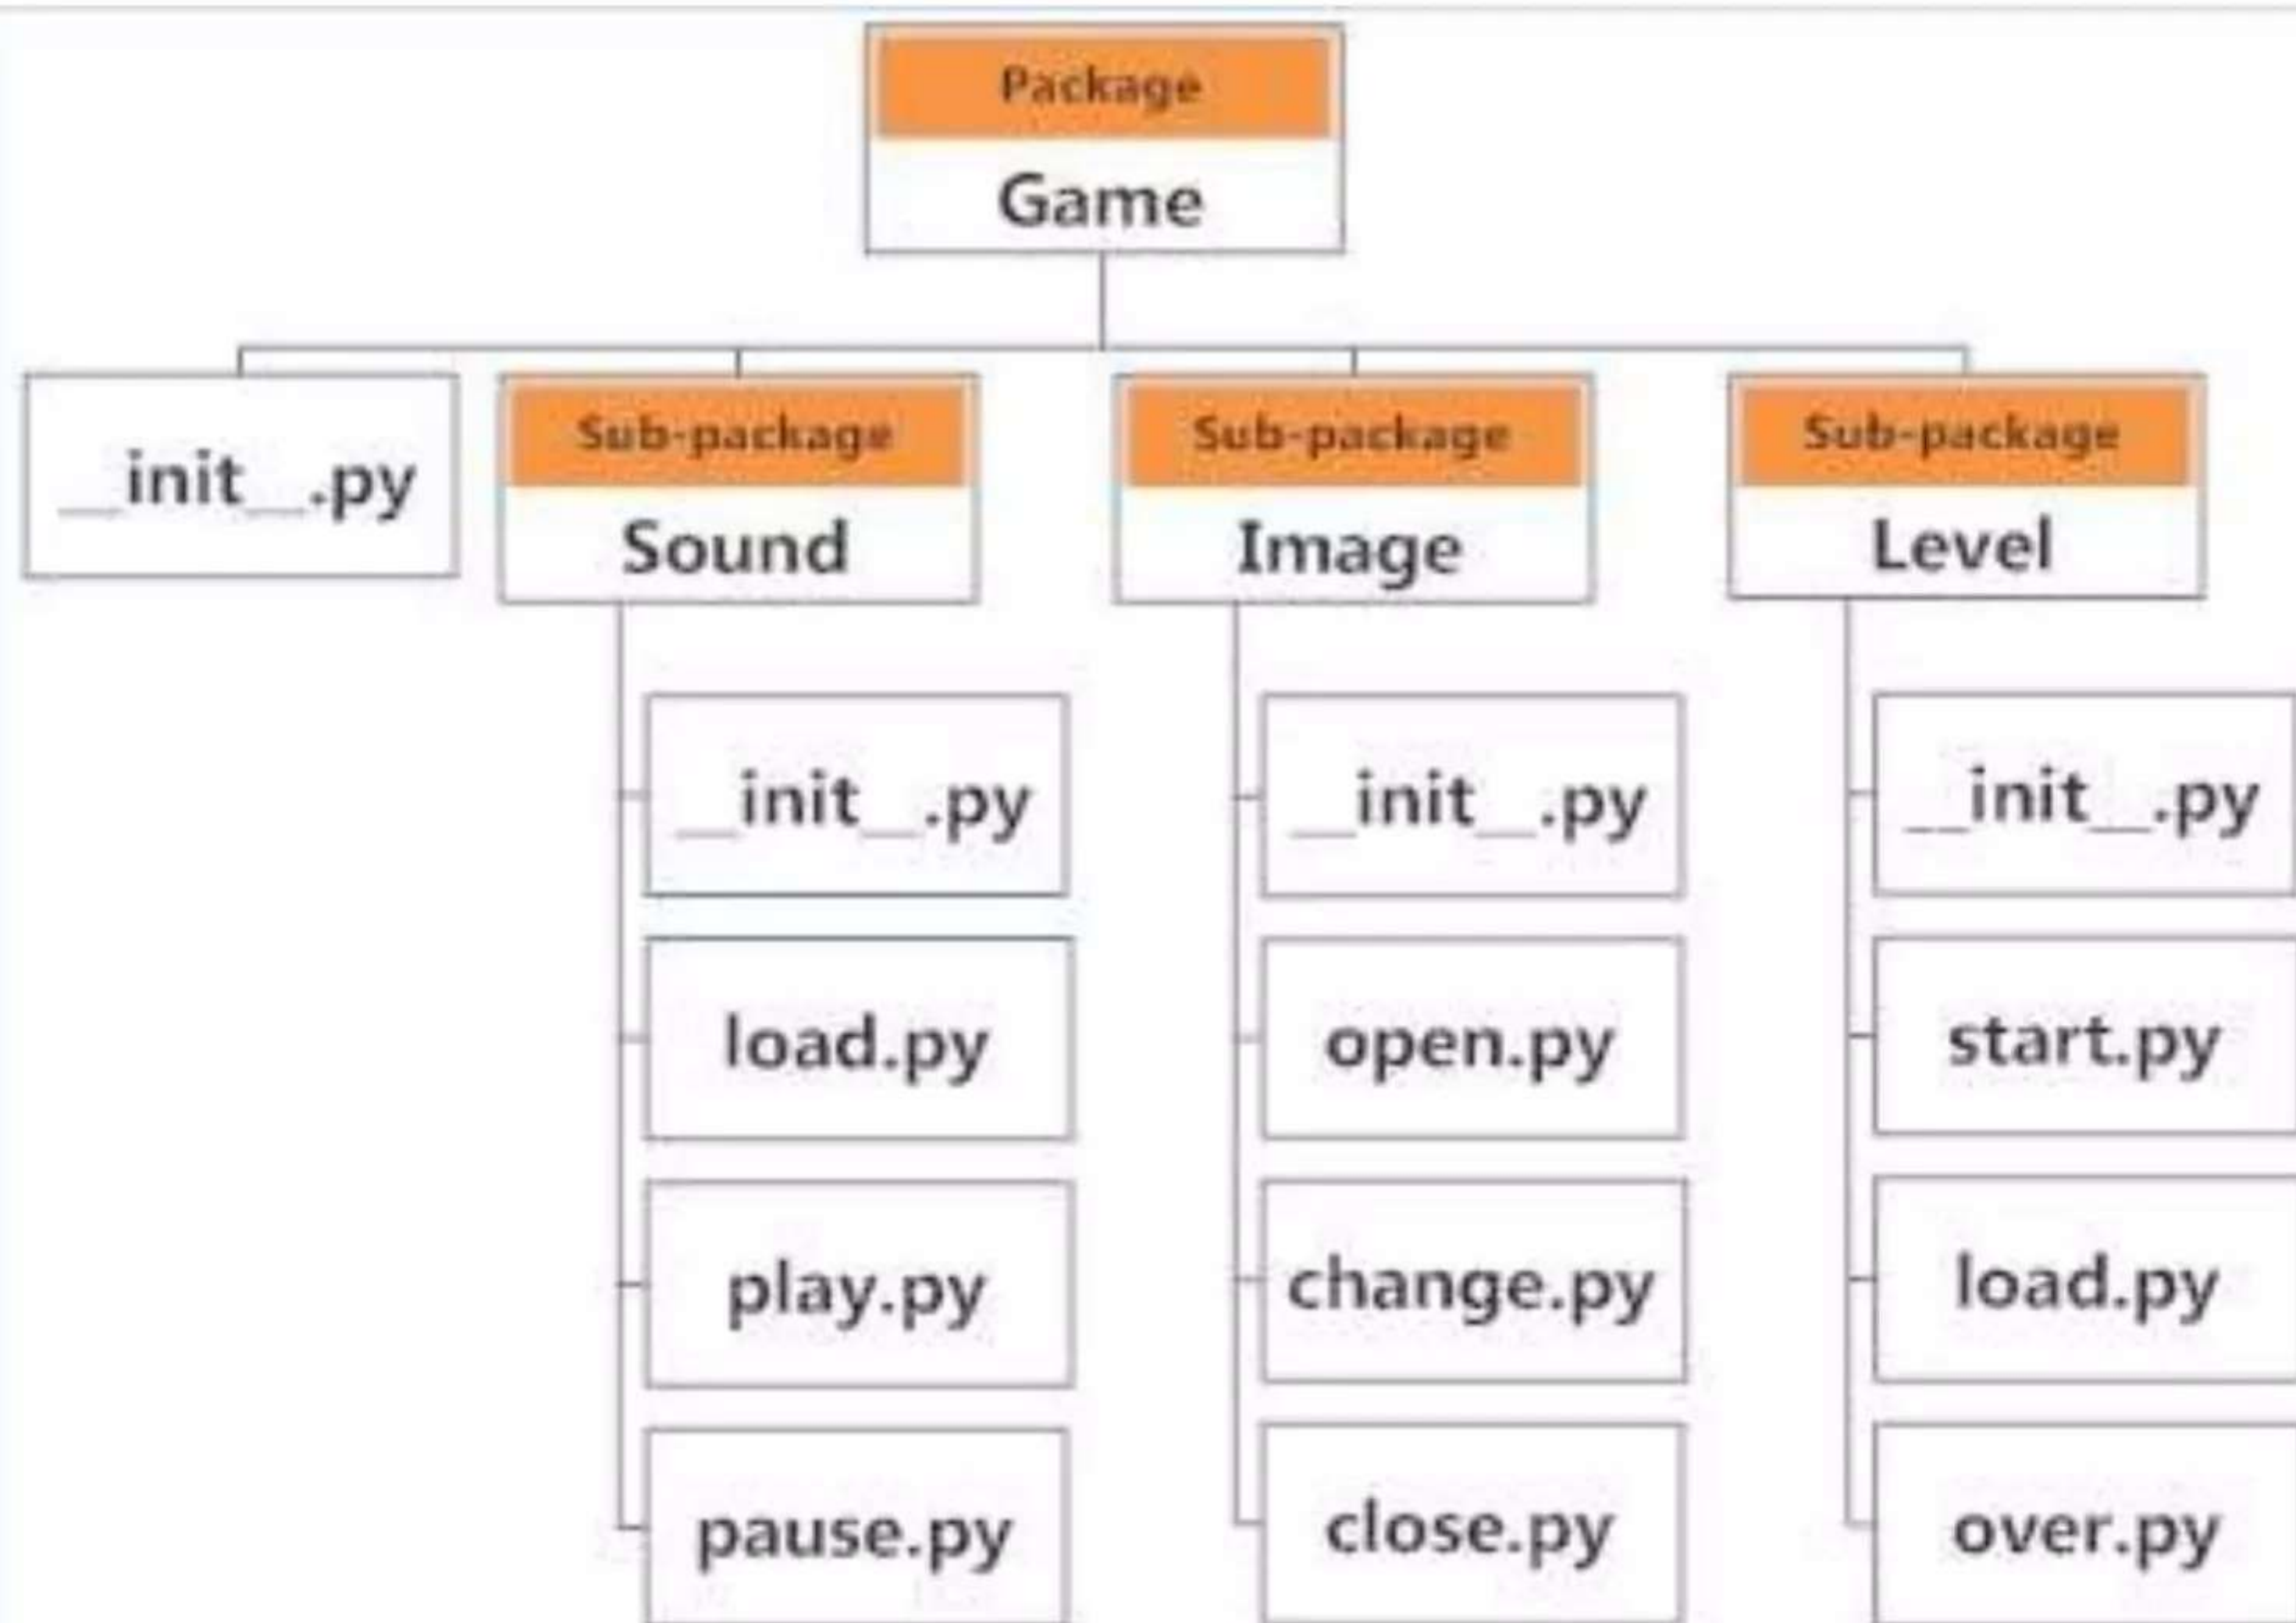 Package
Game
__init__.py
Sub-package
Sound
Sub-package
Image
Sub-package
Level
__init__.py
load.py
play.py
pause.py
__init__.py
open.py
change.py
close.py
__init__.py
start.py
load.py
over.py